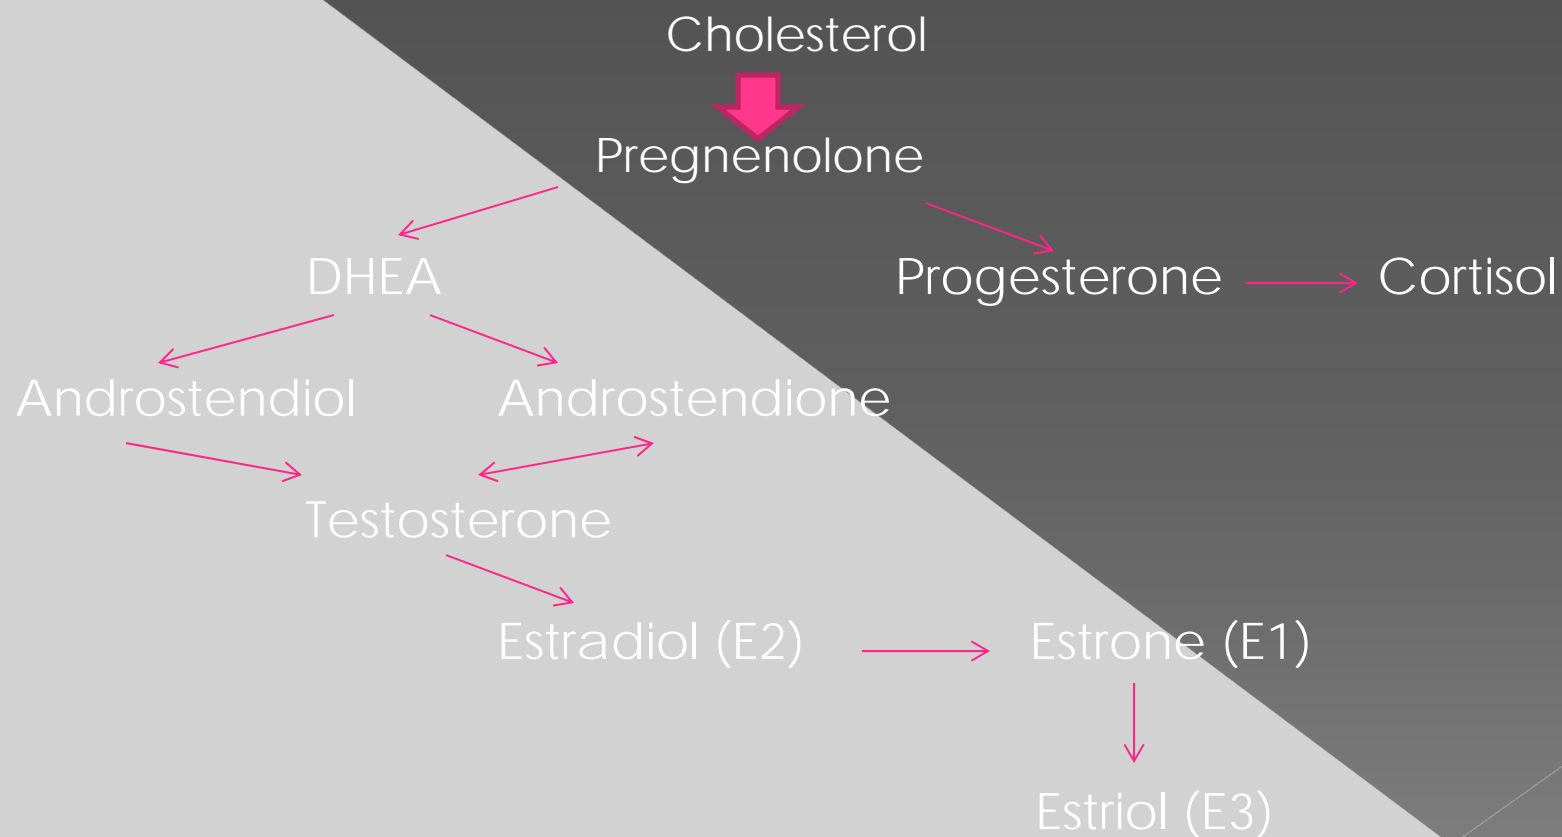 Cholesterol
Pregnenolone
DHEA
Progesterone
Cortisol
Androstendiol
Androstendione
Testosterone
Estradiol (E2)
Estrone (E1)
Estriol (E3)